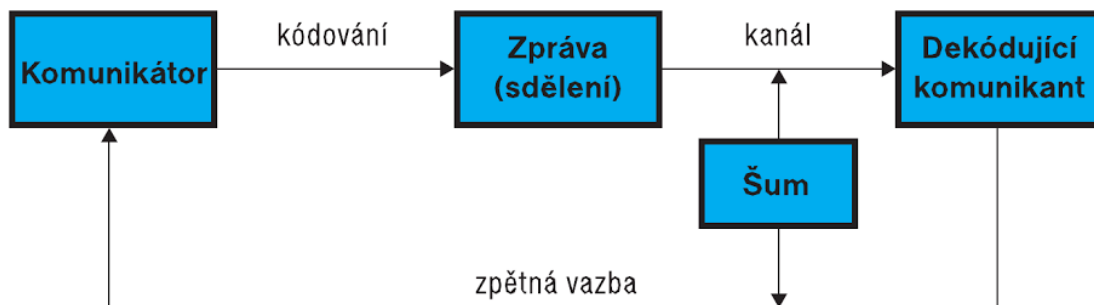 Komunikátor
kódování
Zpráva
(sdělení)
kanál
Dekódující
komunikant
Šum
zpětná vazba